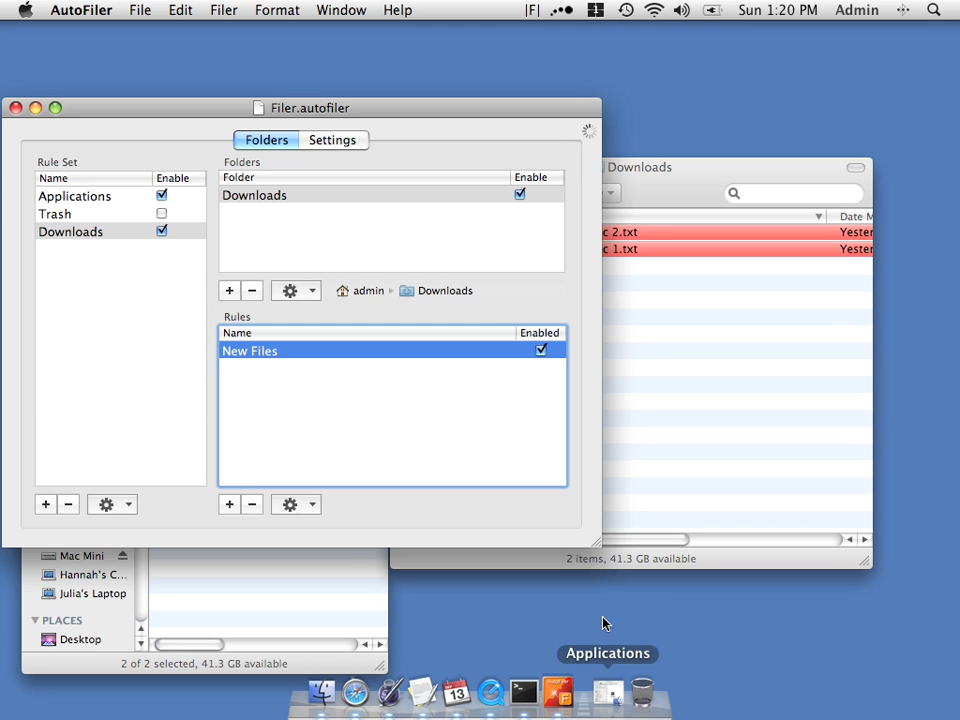 AutoFiler File Edit Filer Format Window Help |F| Sun 1:20 PM Admin
Filer.autofiler
Folders Settings
Downloads
Rule Set Folders
Name Enable Folder Enable
Applications Downloads
Trash
Downloads
Date M
c 2.txt Yester
c 1.txt Yester
admin Downloads
Rules
Name Enabled
New Files
Mac Mini
Hannah's C...
Julia's Laptop
PLACES
Desktop
2 items, 41.3 GB available
2 of 2 selected, 41.3 GB available
Applications
13